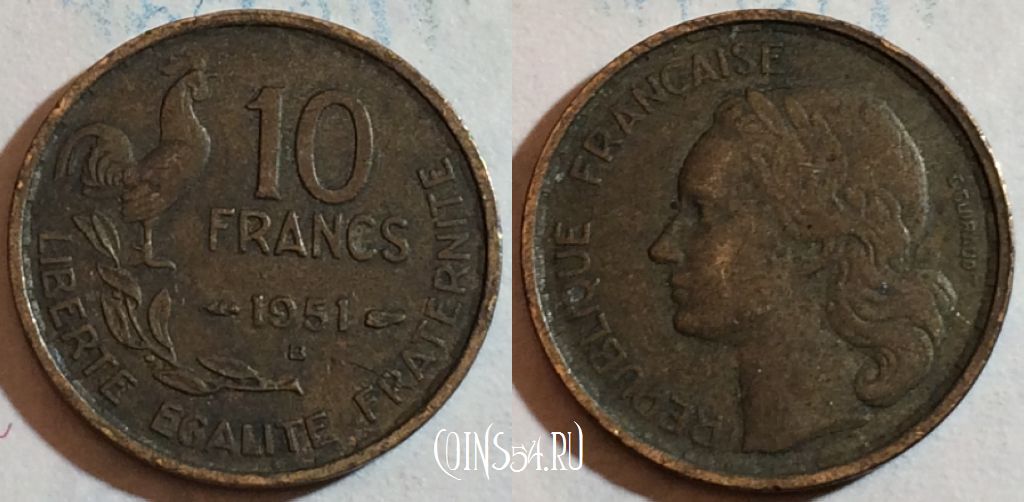 10
FRANCS
1951
B
LIBERTE EGALITE FRATERNITE
REPUBLIQUE FRANCAISE
G.GUIRAUD
COINS54.RU